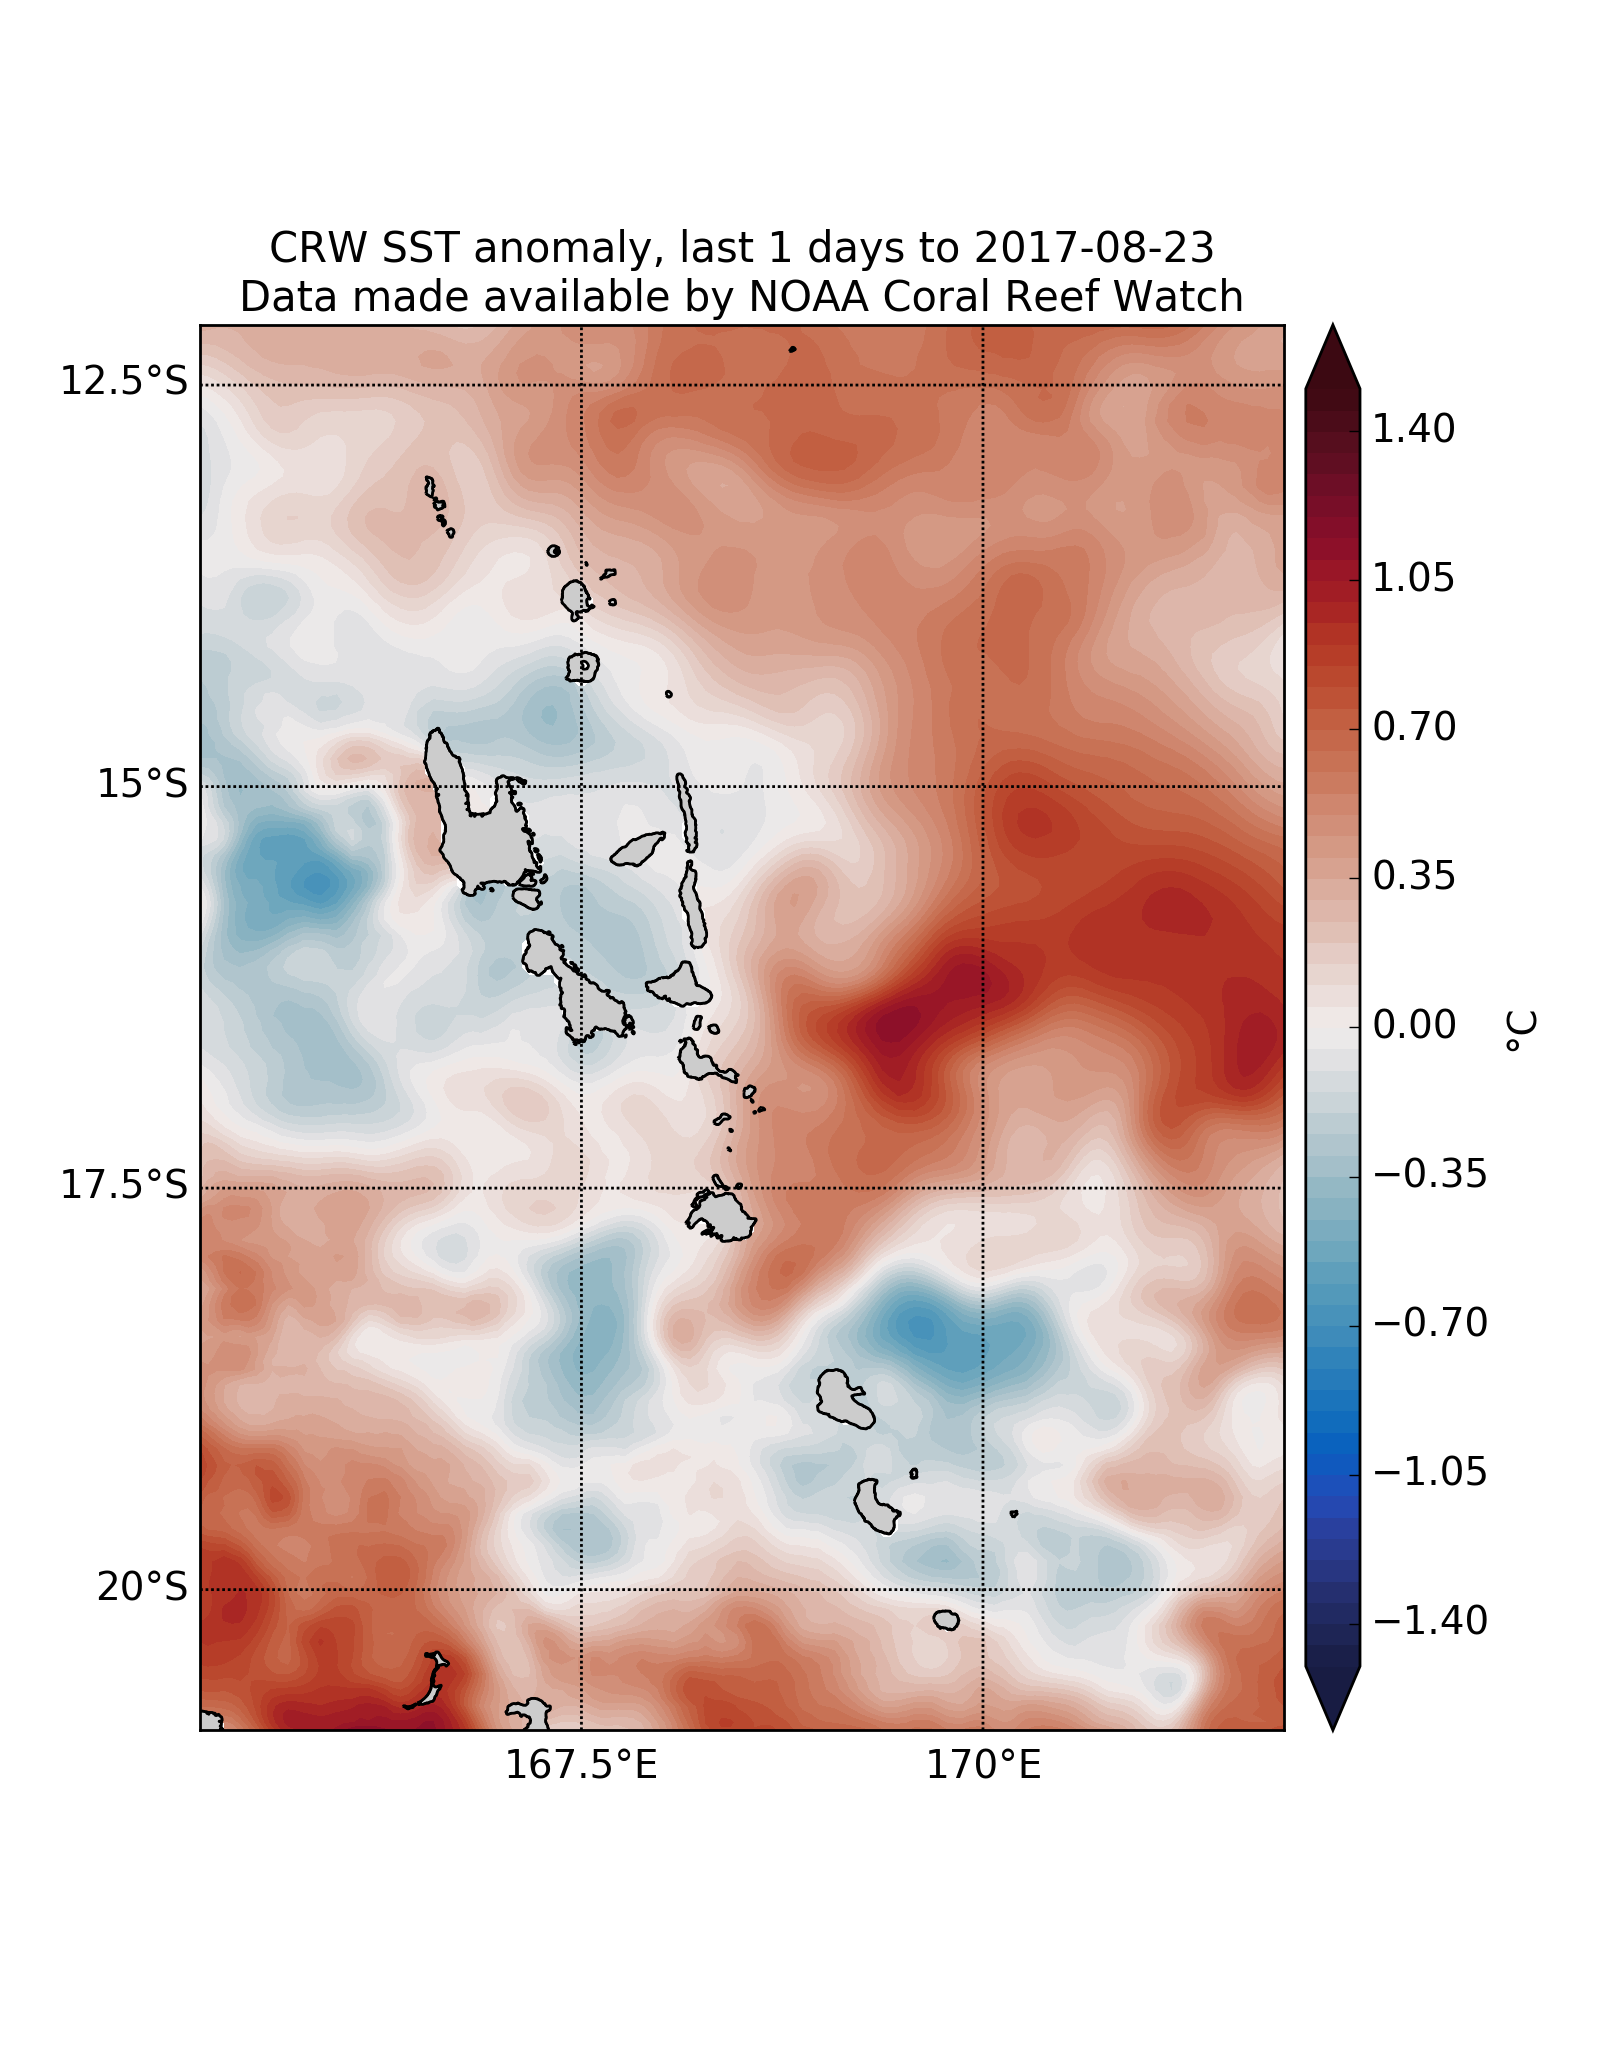 CRW SST anomaly, last 1 days to 2017-08-23
Data made available by NOAA Coral Reef Watch
12.5°S
15°S
17.5°S
20°S
167.5°E
170°E
1.40
1.05
0.70
0.35
0.00
−0.35
−0.70
−1.05
−1.40
°C